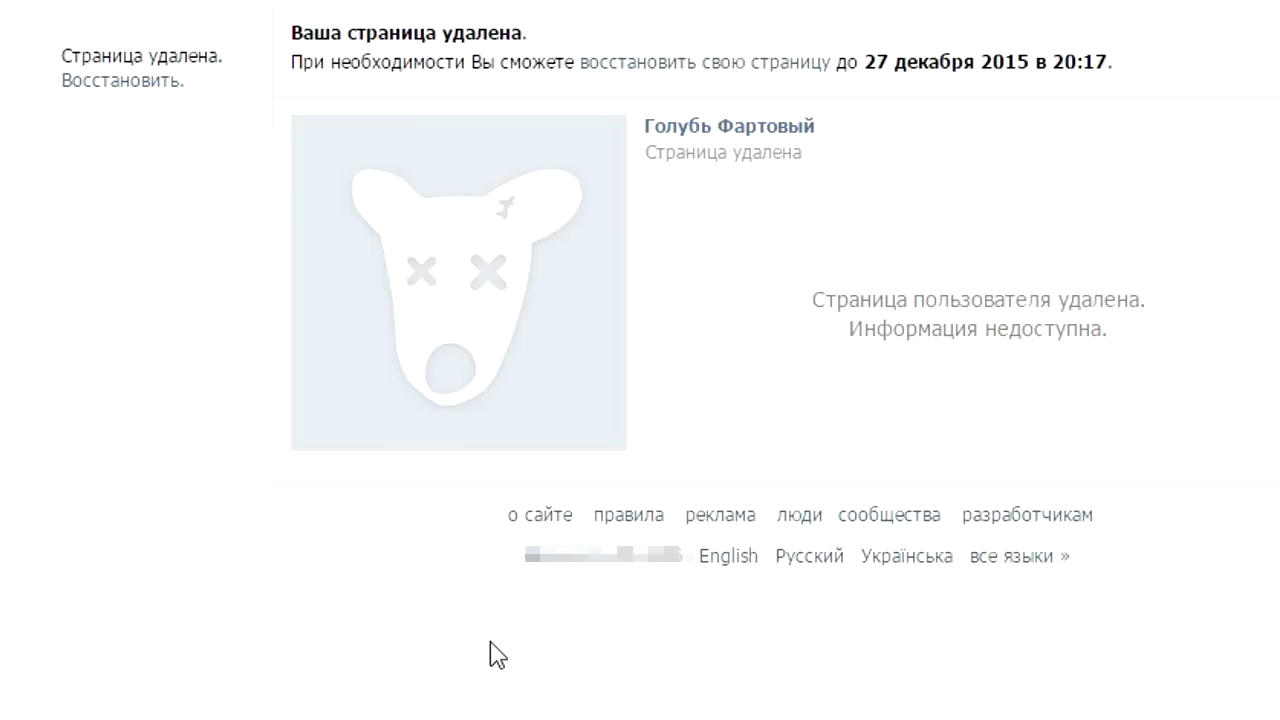 Страница удалена.
Восстановить.
Ваша страница удалена.
При необходимости Вы сможете восстановить свою страницу до 27 декабря 2015 в 20:17.
Голубь Фартовый
Страница удалена
Страница пользователя удалена.
Информация недоступна.
о сайте правила реклама люди сообщества разработчикам
English Русский Українська все языки »